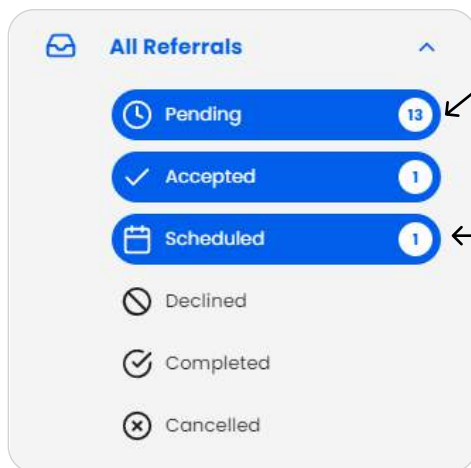 All Referrals
Pending 13
Accepted 1
Scheduled 1
Declined
Completed
Cancelled